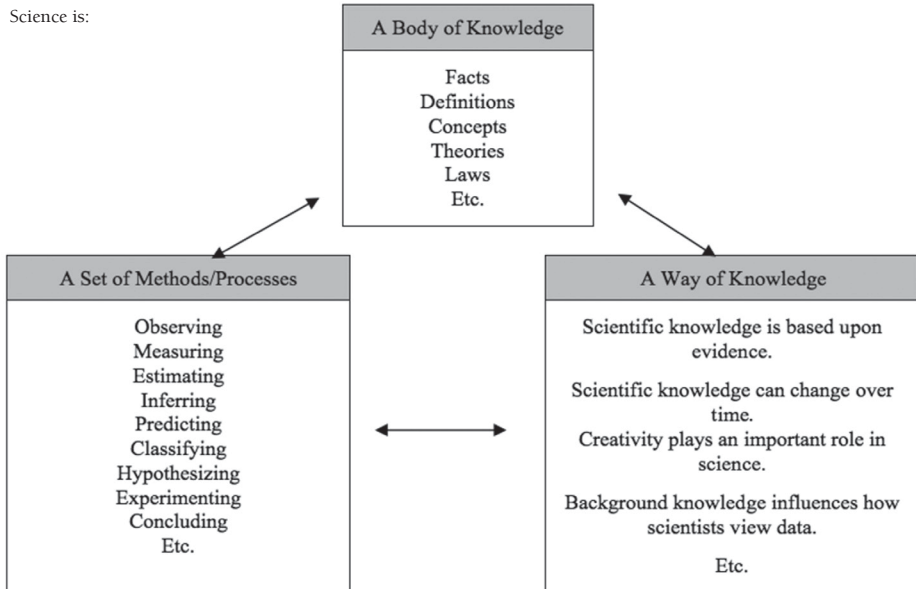 Science is:
A Body of Knowledge
Facts
Definitions
Concepts
Theories
Laws
Etc.
A Set of Methods/Processes
Observing
Measuring
Estimating
Inferring
Predicting
Classifying
Hypothesizing
Experimenting
Concluding
Etc.
A Way of Knowledge
Scientific knowledge is based upon
evidence.
Scientific knowledge can change over
time.
Creativity plays an important role in
science.
Background knowledge influences how
scientists view data.
Etc.